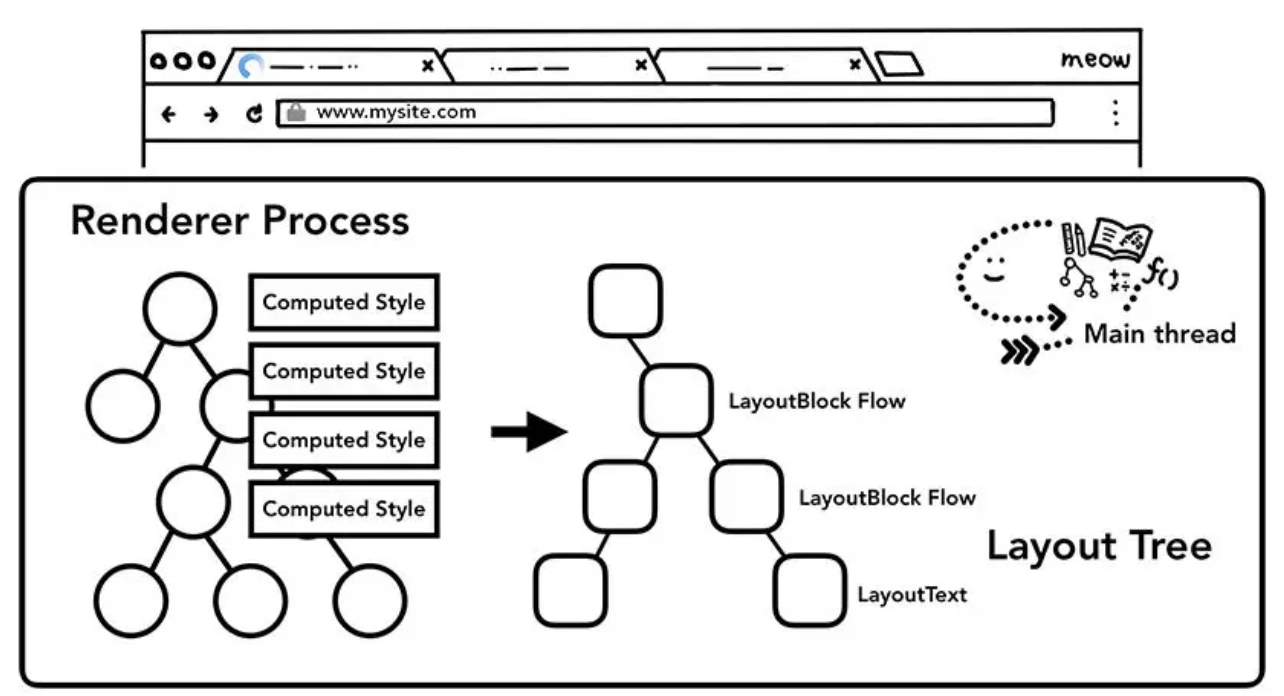 meow
www.mysite.com
Renderer Process
Computed Style
Computed Style
Computed Style
Computed Style
LayoutBlock Flow
LayoutBlock Flow
LayoutText
f()
Main thread
Layout Tree